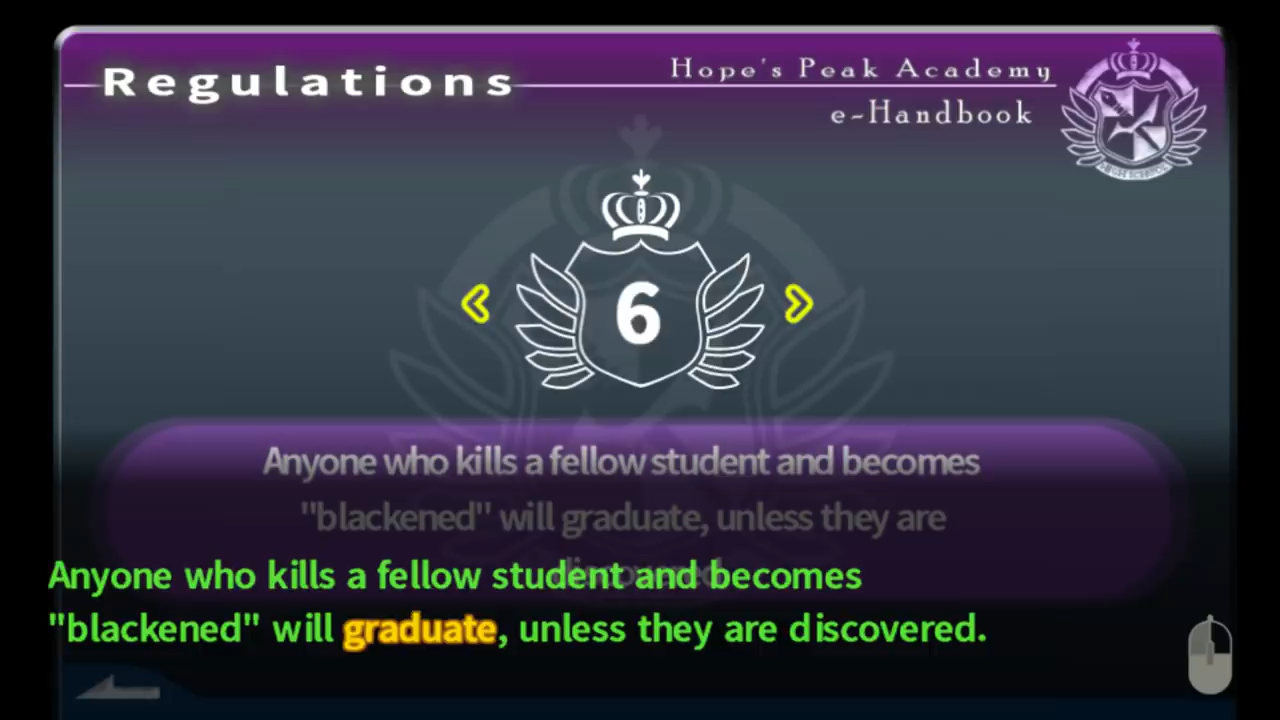 Regulations
Hope's Peak Academy
e-Handbook
6
Anyone who kills a fellow student and becomes
"blackened" will graduate, unless they are
discovered.
Anyone who kills a fellow student and becomes
"blackened" will graduate, unless they are discovered.